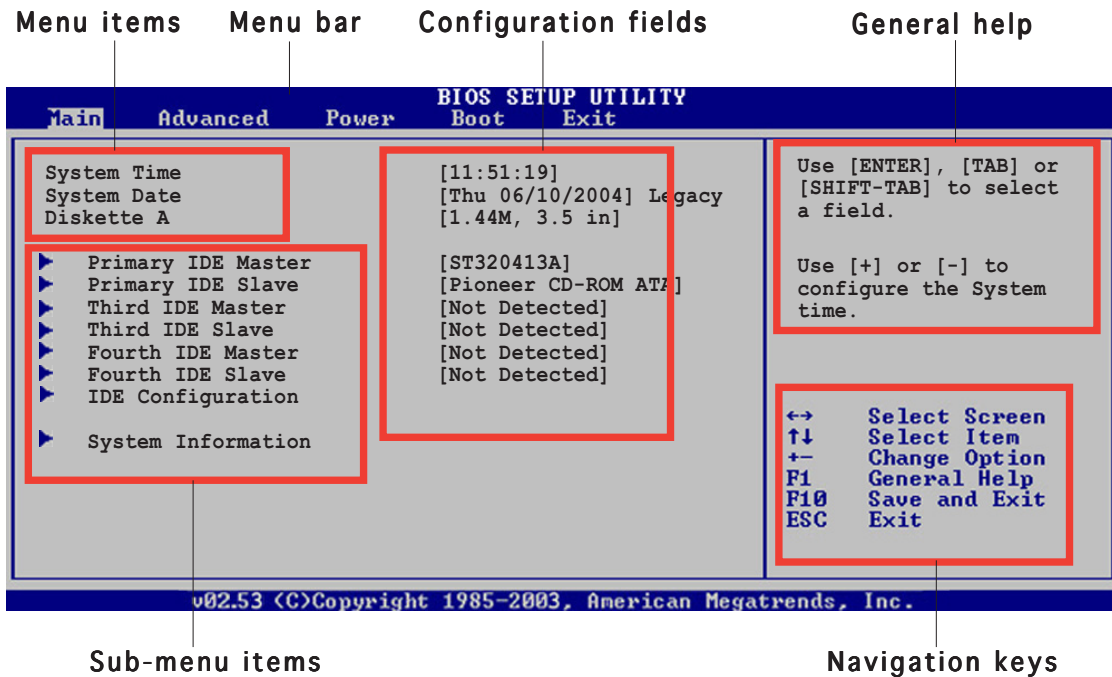 Menu items Menu bar Configuration fields General help
BIOS SETUP UTILITY
Main Advanced Power Boot Exit
System Time [11:51:19]
System Date [Thu 06/10/2004] Legacy
Diskette A [1.44M, 3.5 in]
Primary IDE Master [ST320413A]
Primary IDE Slave [Pioneer CD-ROM ATA]
Third IDE Master [Not Detected]
Third IDE Slave [Not Detected]
Fourth IDE Master [Not Detected]
Fourth IDE Slave [Not Detected]
IDE Configuration
System Information
Use [ENTER], [TAB] or
[SHIFT-TAB] to select
a field.
Use [+] or [-] to
configure the System
time.
←→ Select Screen
↑↓ Select Item
+- Change Option
F1 General Help
F10 Save and Exit
ESC Exit
v02.53 (C)Copyright 1985-2003, American Megatrends, Inc.
Sub-menu items Navigation keys